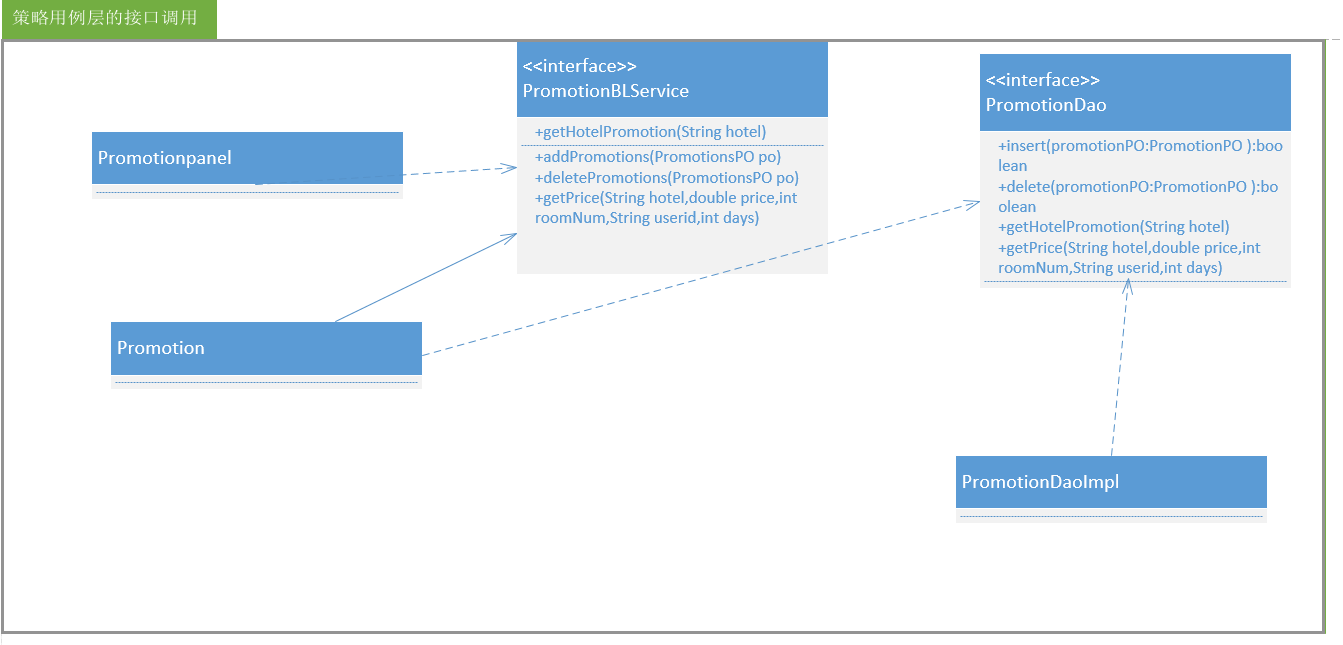 策略用例层的接口调用
<<interface>>
PromotionBLService
+getHotelPromotion(String hotel)
+addPromotions(PromotionsPO po)
+deletePromotions(PromotionsPO po)
+getPrice(String hotel,double price,int
roomNum,String userid,int days)
<<interface>>
PromotionDao
+insert(promotionPO:PromotionPO ):boo
lean
+delete(promotionPO:PromotionPO ):bo
olean
+getHotelPromotion(String hotel)
+getPrice(String hotel,double price,int
roomNum,String userid,int days)
Promotionpanel
Promotion
PromotionDaoImpl